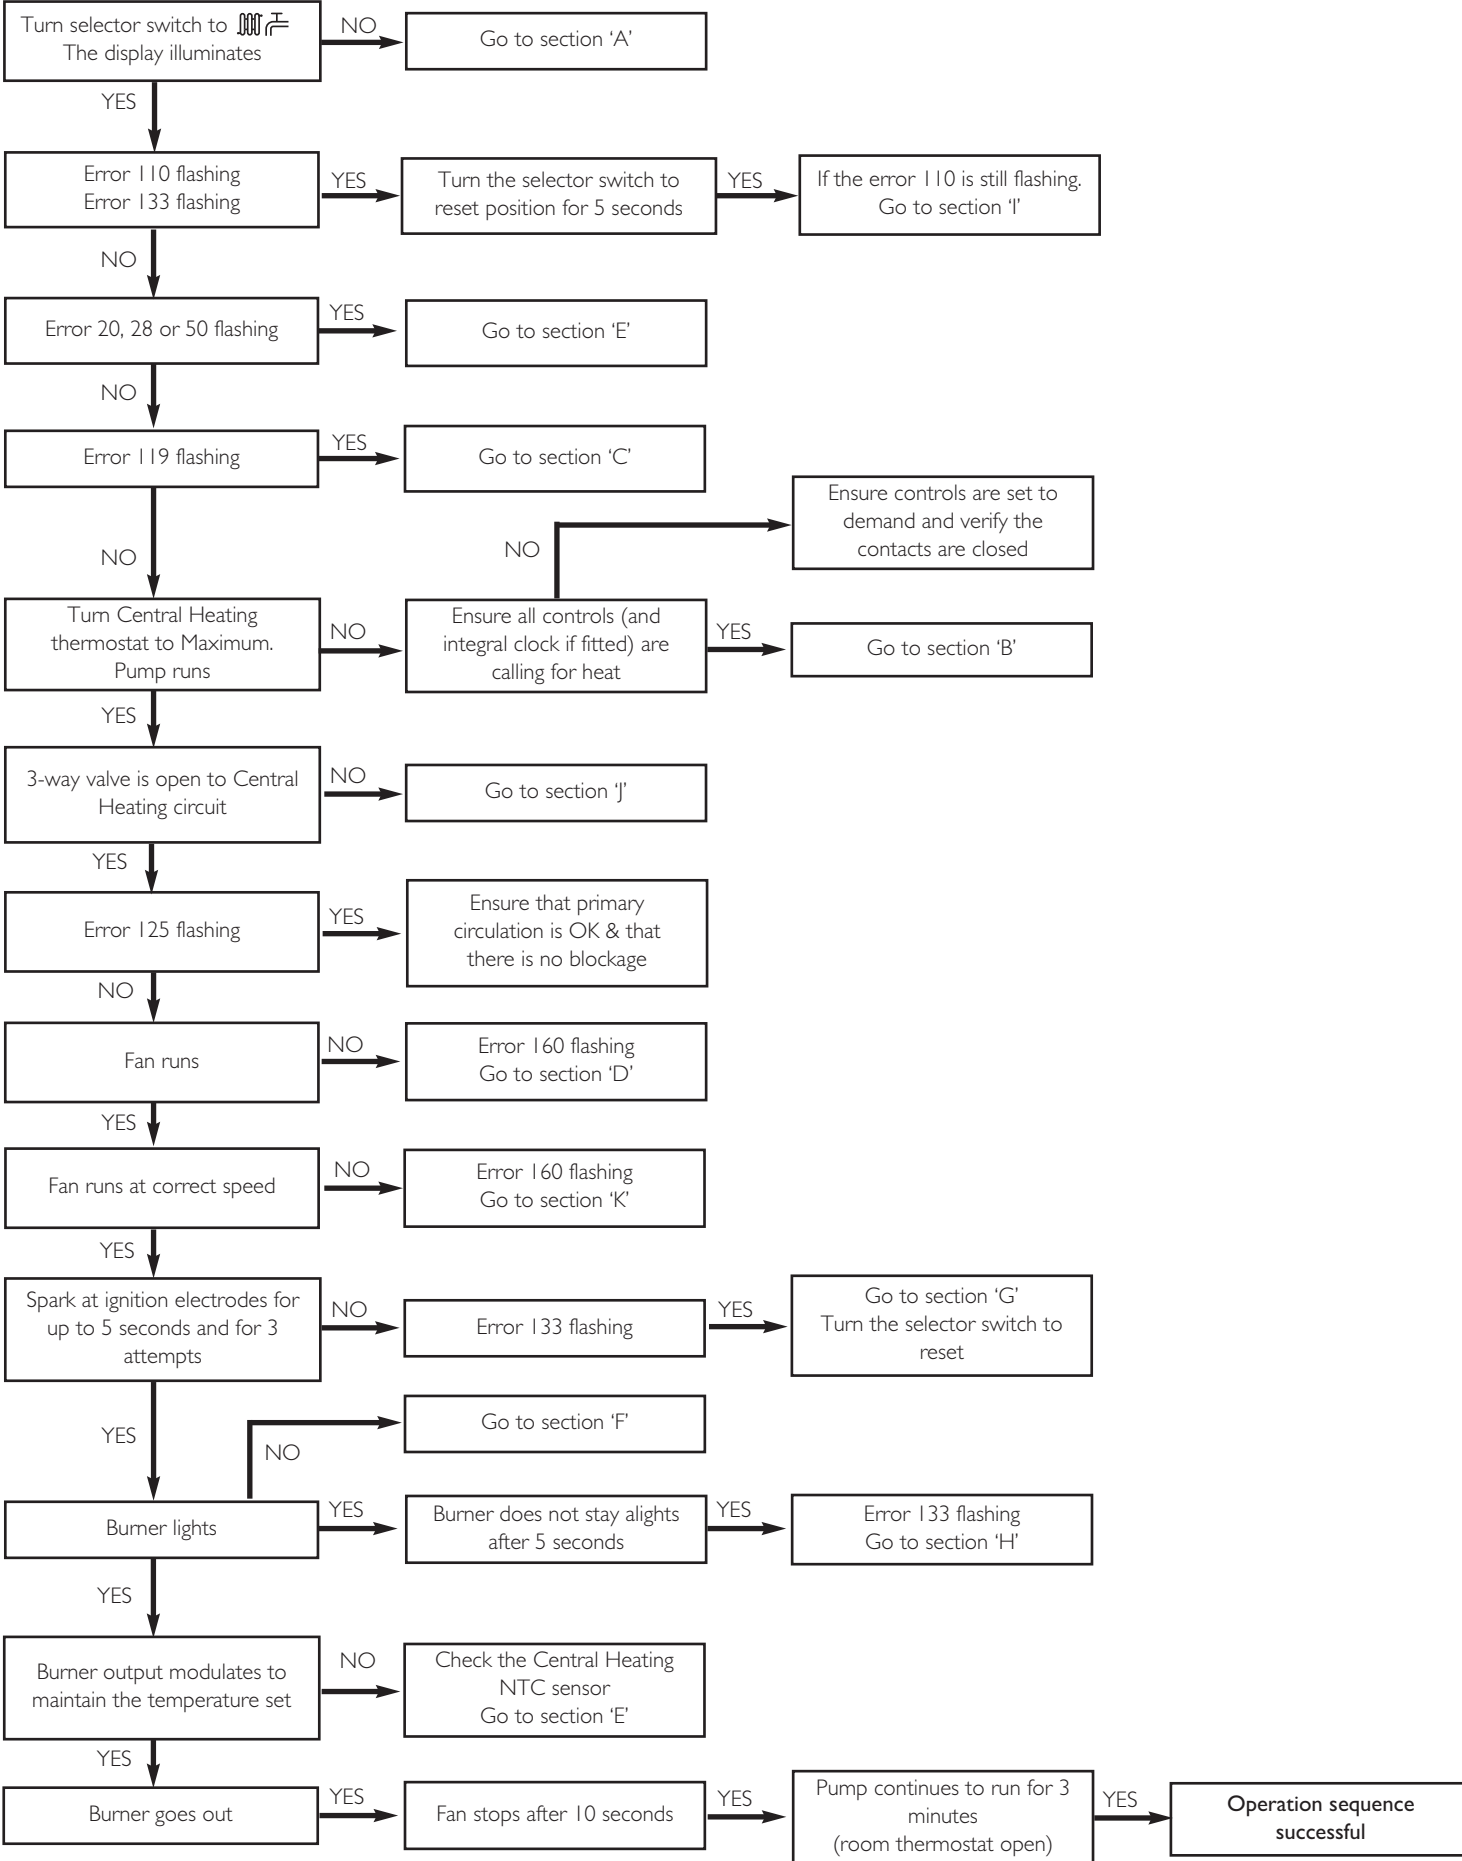 Turn selector switch to
The display illuminates
NO
Go to section ‘A’
YES
Error 110 flashing
Error 133 flashing
YES
Turn the selector switch to
reset position for 5 seconds
YES
If the error 110 is still flashing.
Go to section ‘I’
NO
Error 20, 28 or 50 flashing
YES
Go to section ‘E’
NO
Error 119 flashing
YES
Go to section ‘C’
NO
Ensure controls are set to
demand and verify the
contacts are closed
NO
Turn Central Heating
thermostat to Maximum.
Pump runs
NO
Ensure all controls (and
integral clock if fitted) are
calling for heat
YES
Go to section ‘B’
YES
3-way valve is open to Central
Heating circuit
NO
Go to section ‘J’
YES
Error 125 flashing
YES
Ensure that primary
circulation is OK & that
there is no blockage
NO
Fan runs
NO
Error 160 flashing
Go to section ‘D’
YES
Fan runs at correct speed
NO
Error 160 flashing
Go to section ‘K’
YES
Spark at ignition electrodes for
up to 5 seconds and for 3
attempts
NO
Error 133 flashing
YES
Go to section ‘G’
Turn the selector switch to
reset
YES
Go to section ‘F’
NO
Burner lights
YES
Burner does not stay alights
after 5 seconds
YES
Error 133 flashing
Go to section ‘H’
YES
Burner output modulates to
maintain the temperature set
NO
Check the Central Heating
NTC sensor
Go to section ‘E’
YES
Burner goes out
YES
Fan stops after 10 seconds
YES
Pump continues to run for 3
minutes
(room thermostat open)
YES
Operation sequence
successful